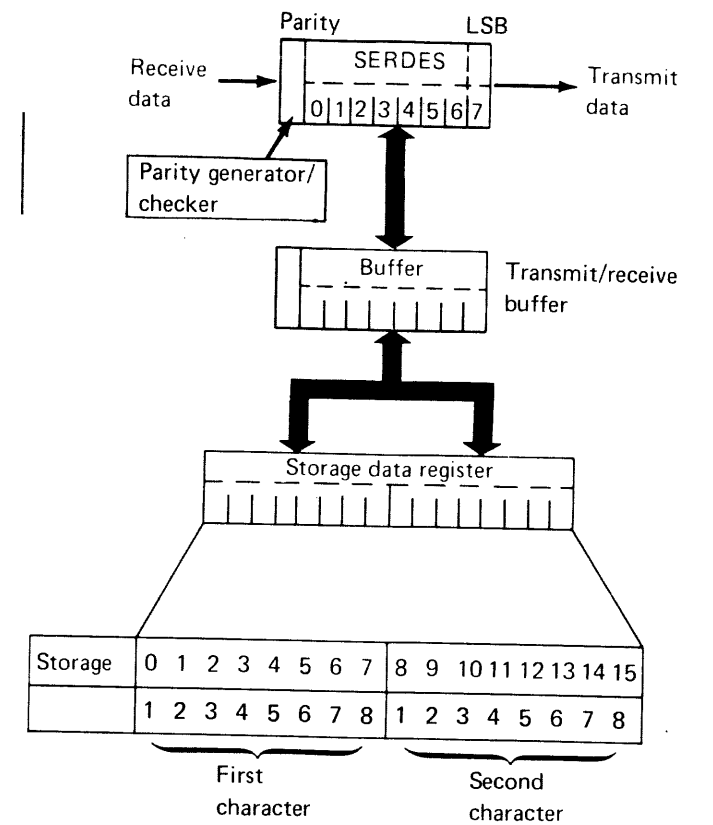 Parity LSB
SERDES
Receive data
Transmit data
0 1 2 3 4 5 6 7
Parity generator/
checker
Buffer
Transmit/receive
buffer
Storage data register
Storage 0 1 2 3 4 5 6 7 8 9 10 11 12 13 14 15
1 2 3 4 5 6 7 8 1 2 3 4 5 6 7 8
First
character
Second
character